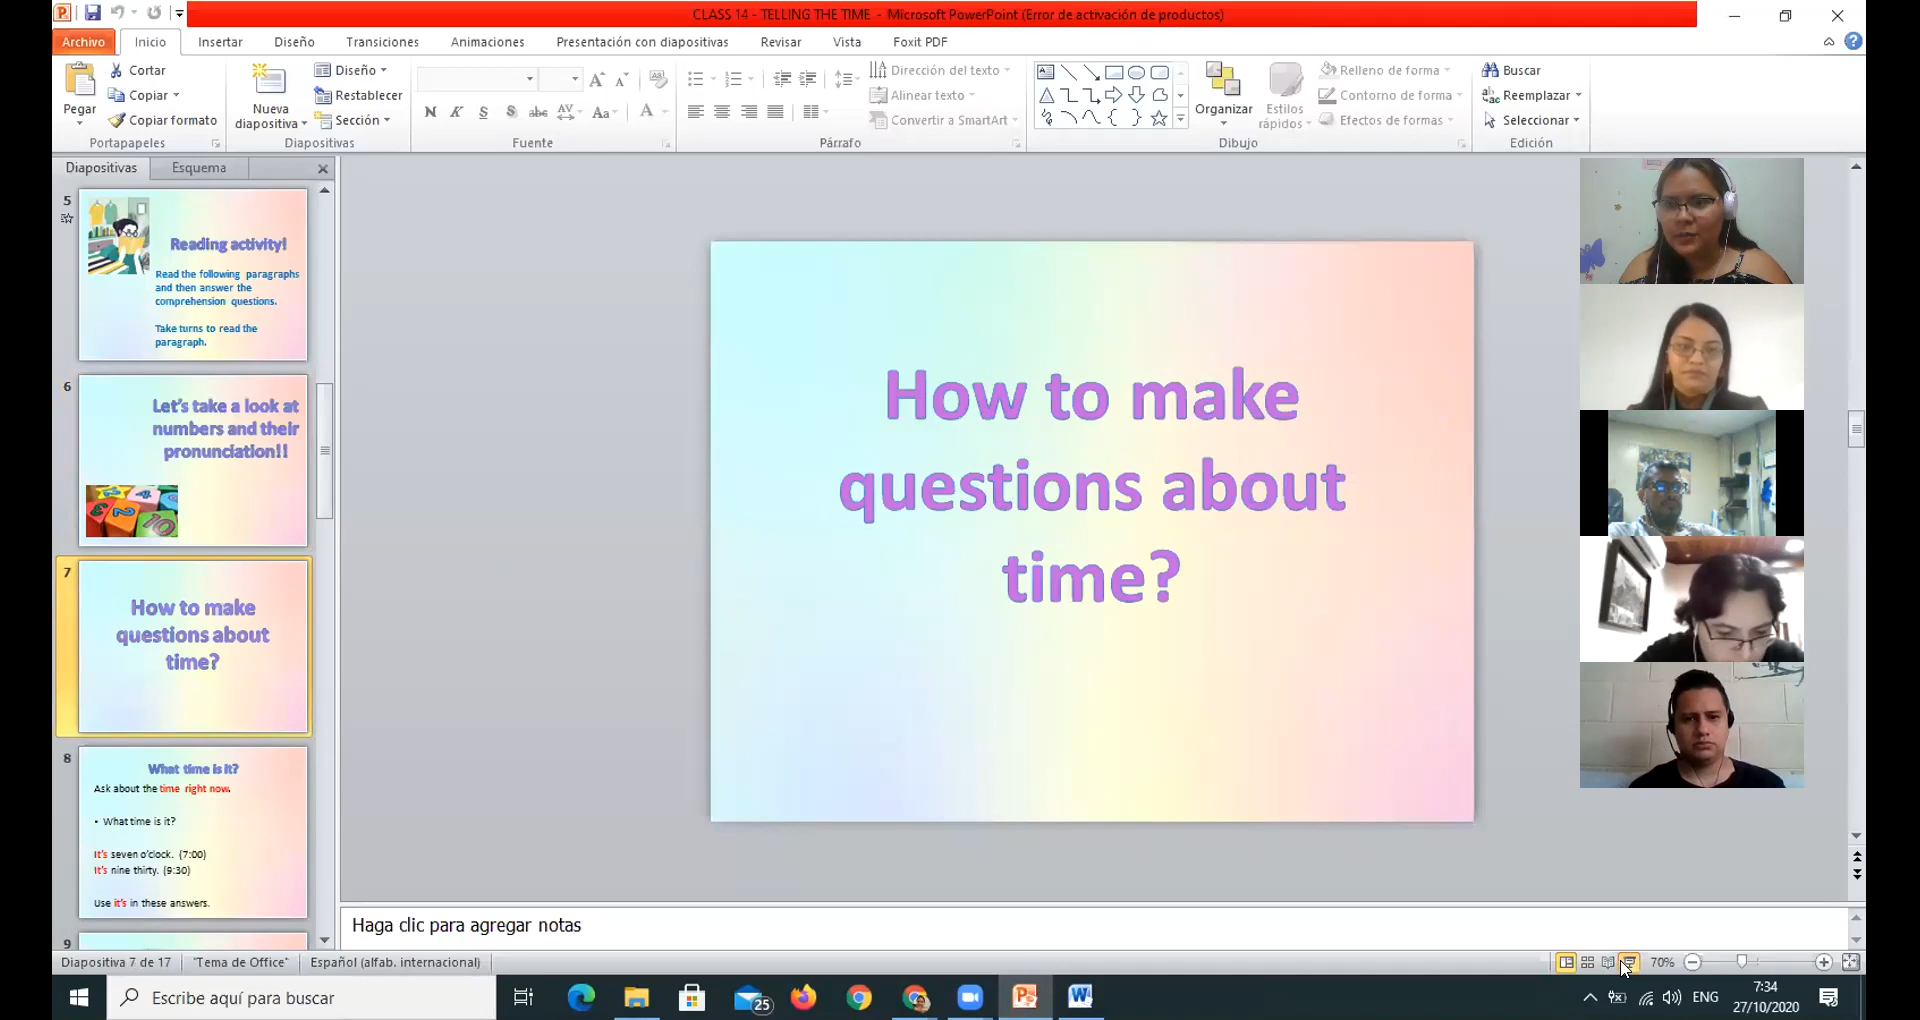 CLASS 14 - TELLING THE TIME - Microsoft PowerPoint (Error de activación de productos)
Archivo Inicio Insertar Diseño Transiciones Animaciones Presentación con diapositivas Revisar Vista Foxit PDF
Pegar
Cortar
Copiar
Copiar formato
Portapapeles
Nueva diapositiva
Diseño
Restablecer
Sección
Diapositivas
N K S S abc AV Aa A
Fuente
Dirección del texto
Alinear texto
Convertir a SmartArt
Párrafo
Organizar
Estilos rápidos
Relleno de forma
Contorno de forma
Efectos de formas
Dibujo
Buscar
Reemplazar
Seleccionar
Edición
Diapositivas Esquema
5
Reading activity!
Read the following paragraphs
and then answer the
comprehension questions.
Take turns to read the
paragraph.
6
Let's take a look at
numbers and their
pronunciation!!
7
How to make
questions about
time?
8
What time is it?
Ask about the time right now.
• What time is it?
It's seven o'clock. (7:00)
It's nine thirty. (9:30)
Use it's in these answers.
9
How to make
questions about
time?
Haga clic para agregar notas
Diapositiva 7 de 17 "Tema de Office" Español (alfab. internacional) 70%
Escribe aquí para buscar 25 ENG 7:34
27/10/2020